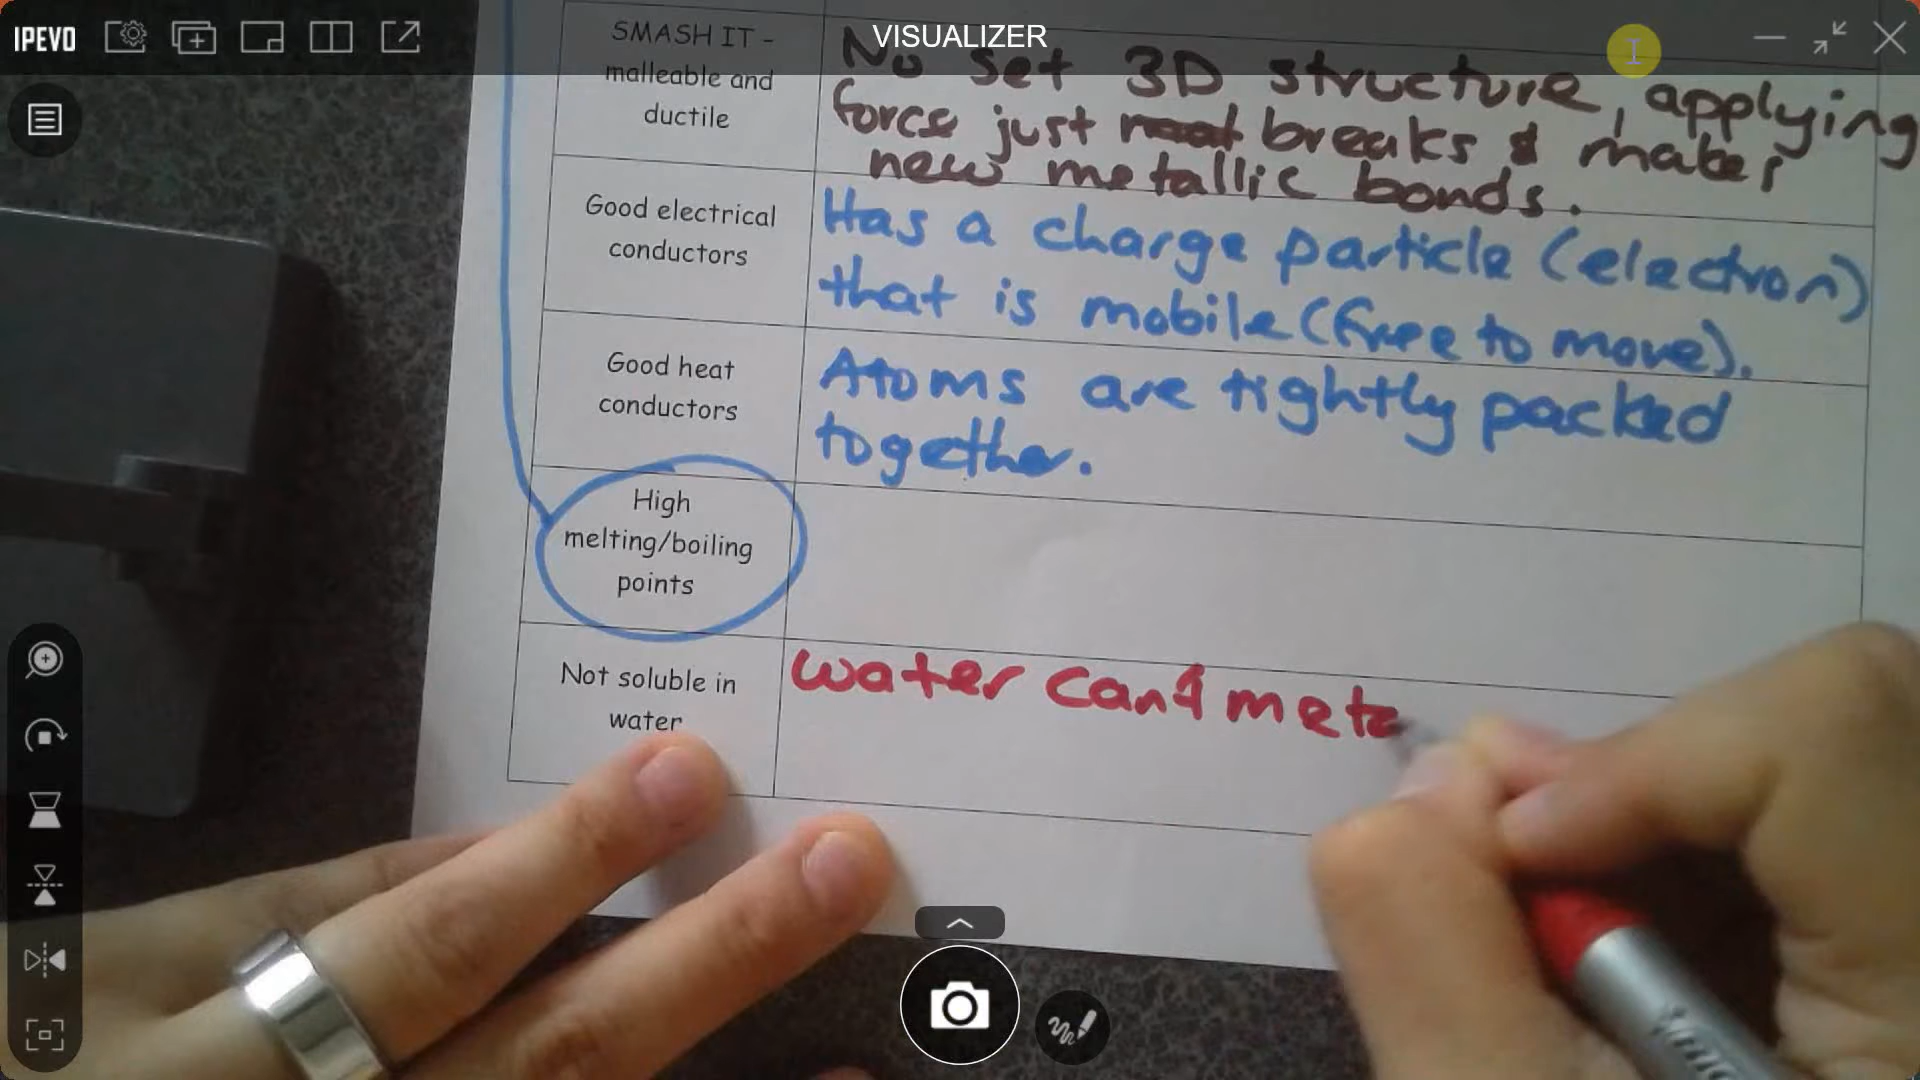 IPEVO
VISUALIZER
SMASH IT -
malleable and
ductile
No set 3D structure, applying
force just breaks & makes
new metallic bonds.
Good electrical
conductors
Has a charge particle (electron)
that is mobile (free to move).
Good heat
conductors
Atoms are tightly packed
together.
High
melting/boiling
points
Not soluble in
water
water can't meta